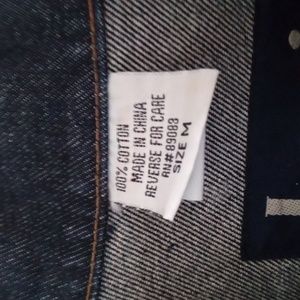 100% COTTON
MADE IN CHINA
REVERSE FOR CARE
RN#89083
SIZE M